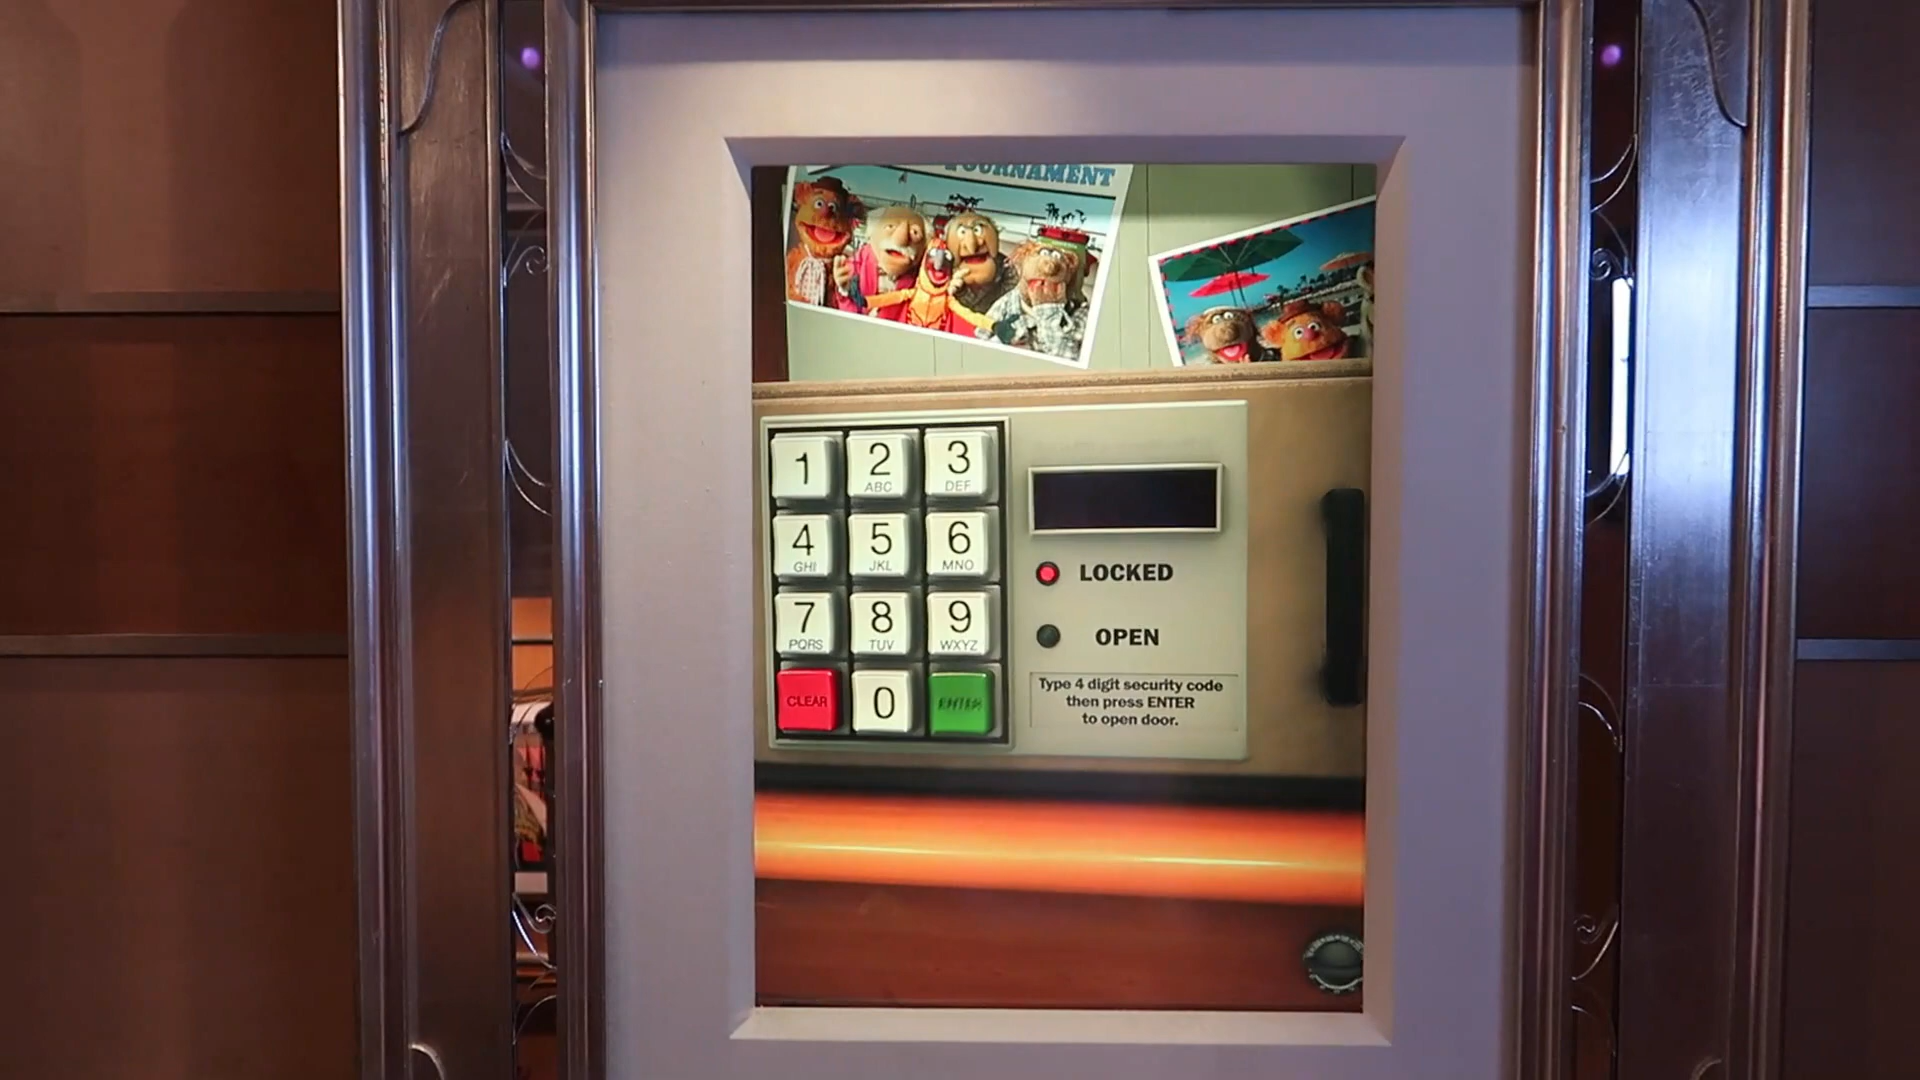 TOURNAMENT
1
2
ABC
3
DEF
4
GHI
5
JKL
6
MNO
7
PQRS
8
TUV
9
WXYZ
CLEAR
0
ENTER
LOCKED
OPEN
Type 4 digit security code
then press ENTER
to open door.